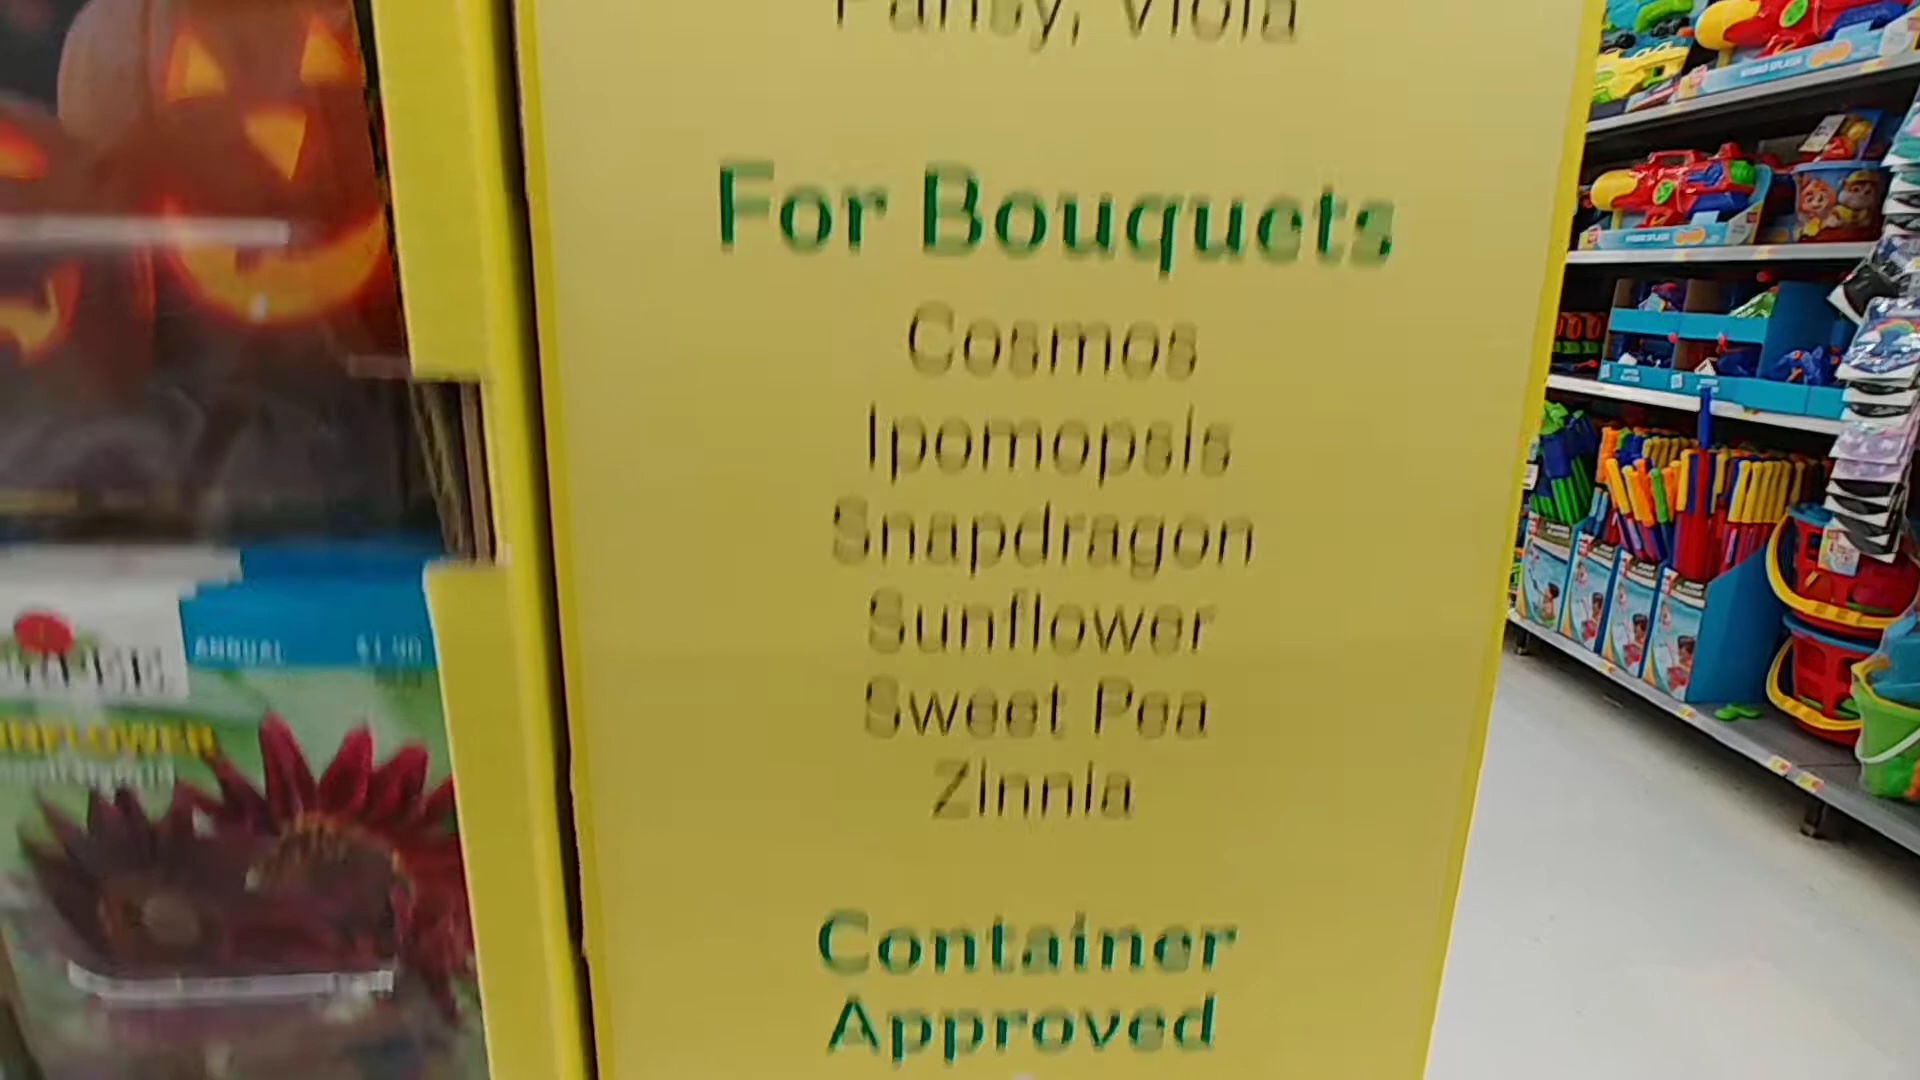 Pansy, Viola
For Bouquets
Cosmos
Ipomopsis
Snapdragon
Sunflower
Sweet Pea
Zinnia
Container
Approved
ANNUAL